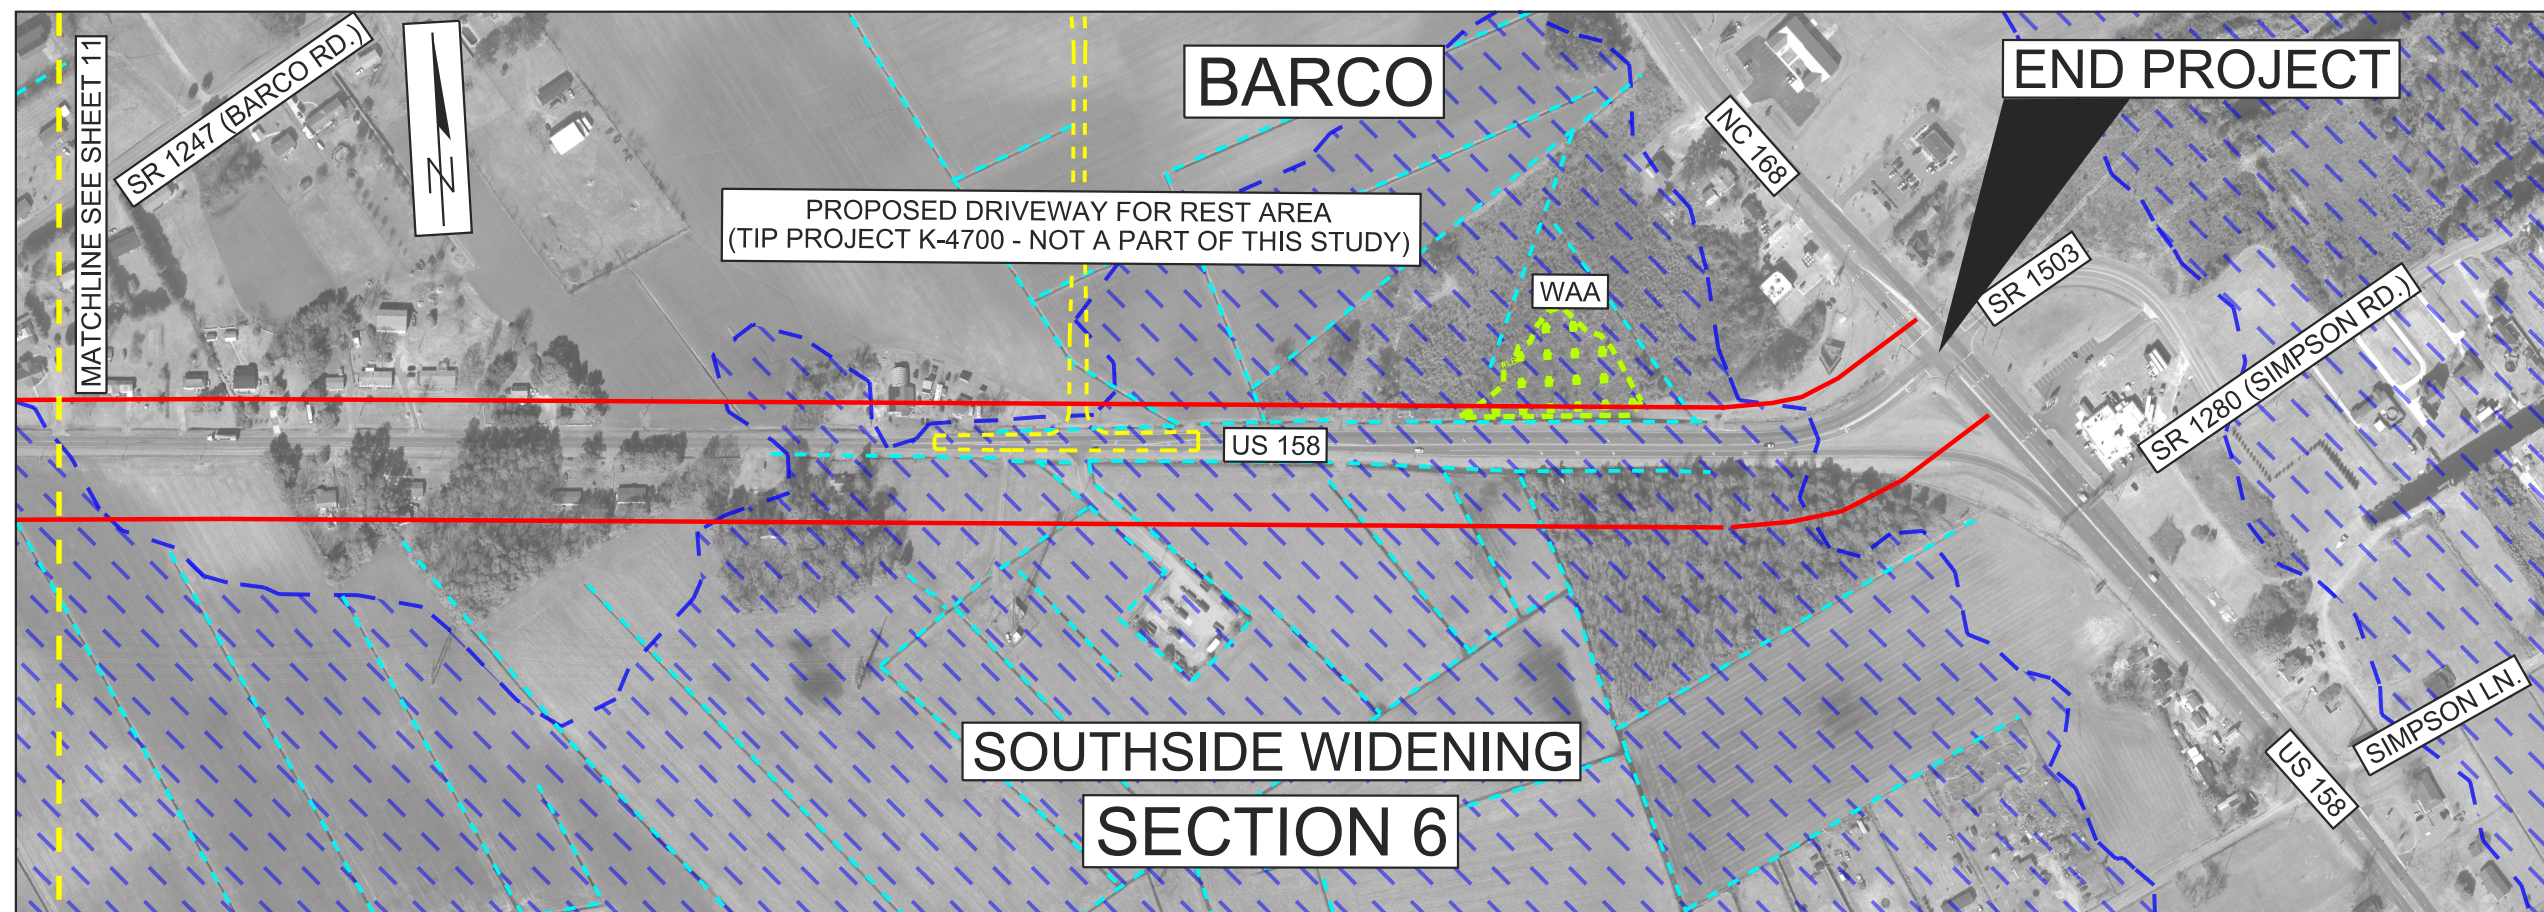 MATCHLINE SEE SHEET 11
SR 1247 (BARCO RD.)
N
BARCO
END PROJECT
NC 168
PROPOSED DRIVEWAY FOR REST AREA
(TIP PROJECT K-4700 - NOT A PART OF THIS STUDY)
WAA
SR 1503
SR 1280 (SIMPSON RD.)
US 158
SIMPSON LN.
US 158
SOUTHSIDE WIDENING
SECTION 6